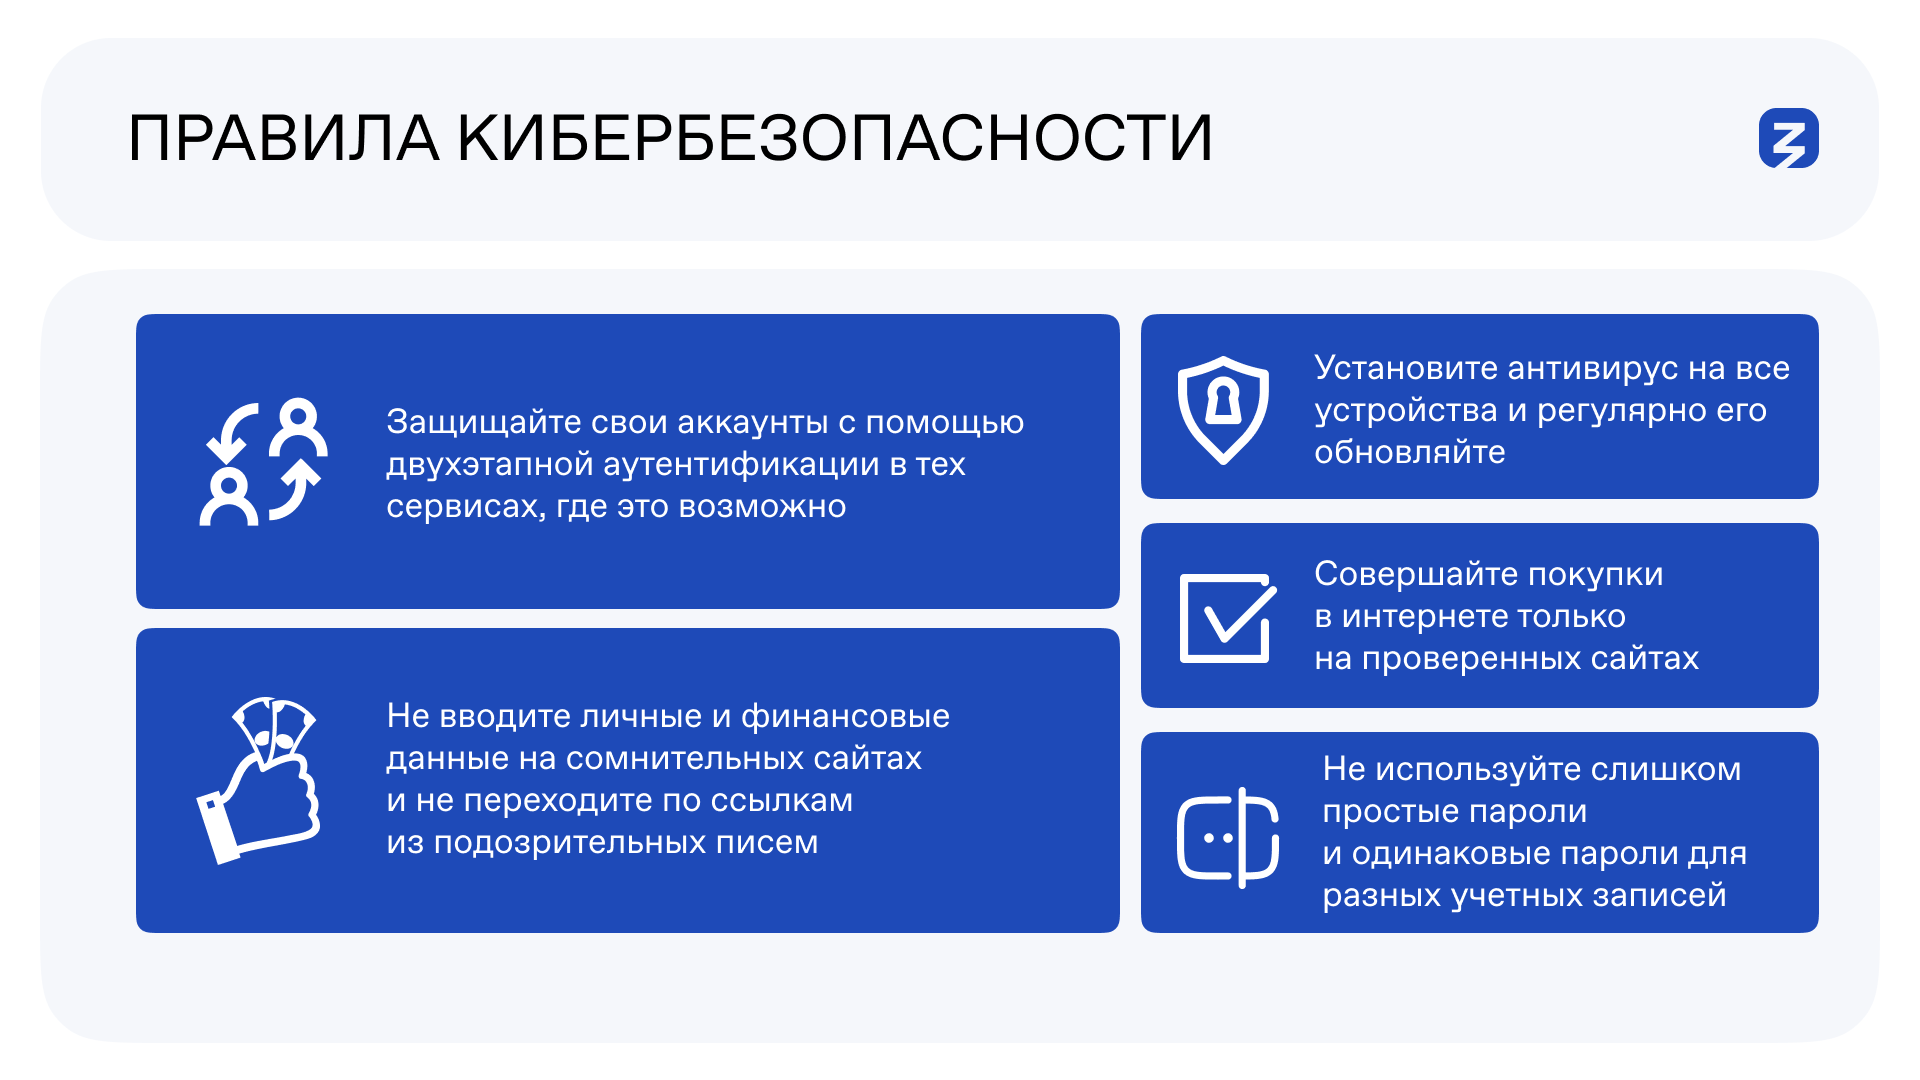 ПРАВИЛА КИБЕРБЕЗОПАСНОСТИ
Защищайте свои аккаунты с помощью
двухэтапной аутентификации в тех
сервисах, где это возможно
Не вводите личные и финансовые
данные на сомнительных сайтах
и не переходите по ссылкам
из подозрительных писем
Установите антивирус на все
устройства и регулярно его
обновляйте
Совершайте покупки
в интернете только
на проверенных сайтах
Не используйте слишком
простые пароли
и одинаковые пароли для
разных учетных записей